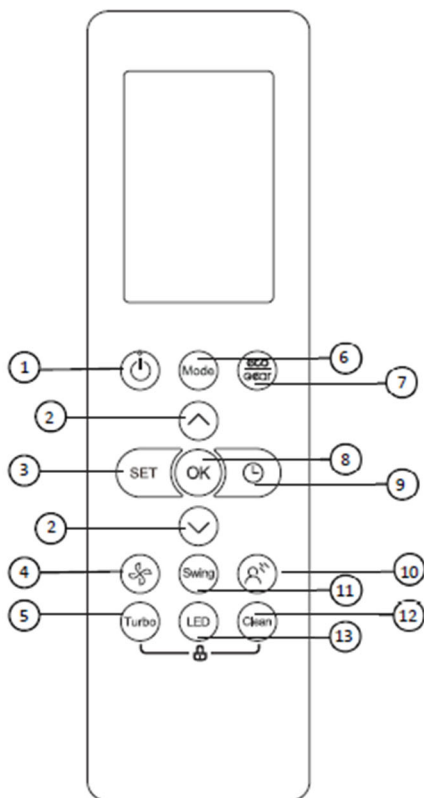 1 Mode 6
eco
GEAR 7
2
3 SET OK 8
9
2
4 Swing 10
11
5 Turbo LED Clean 12
13